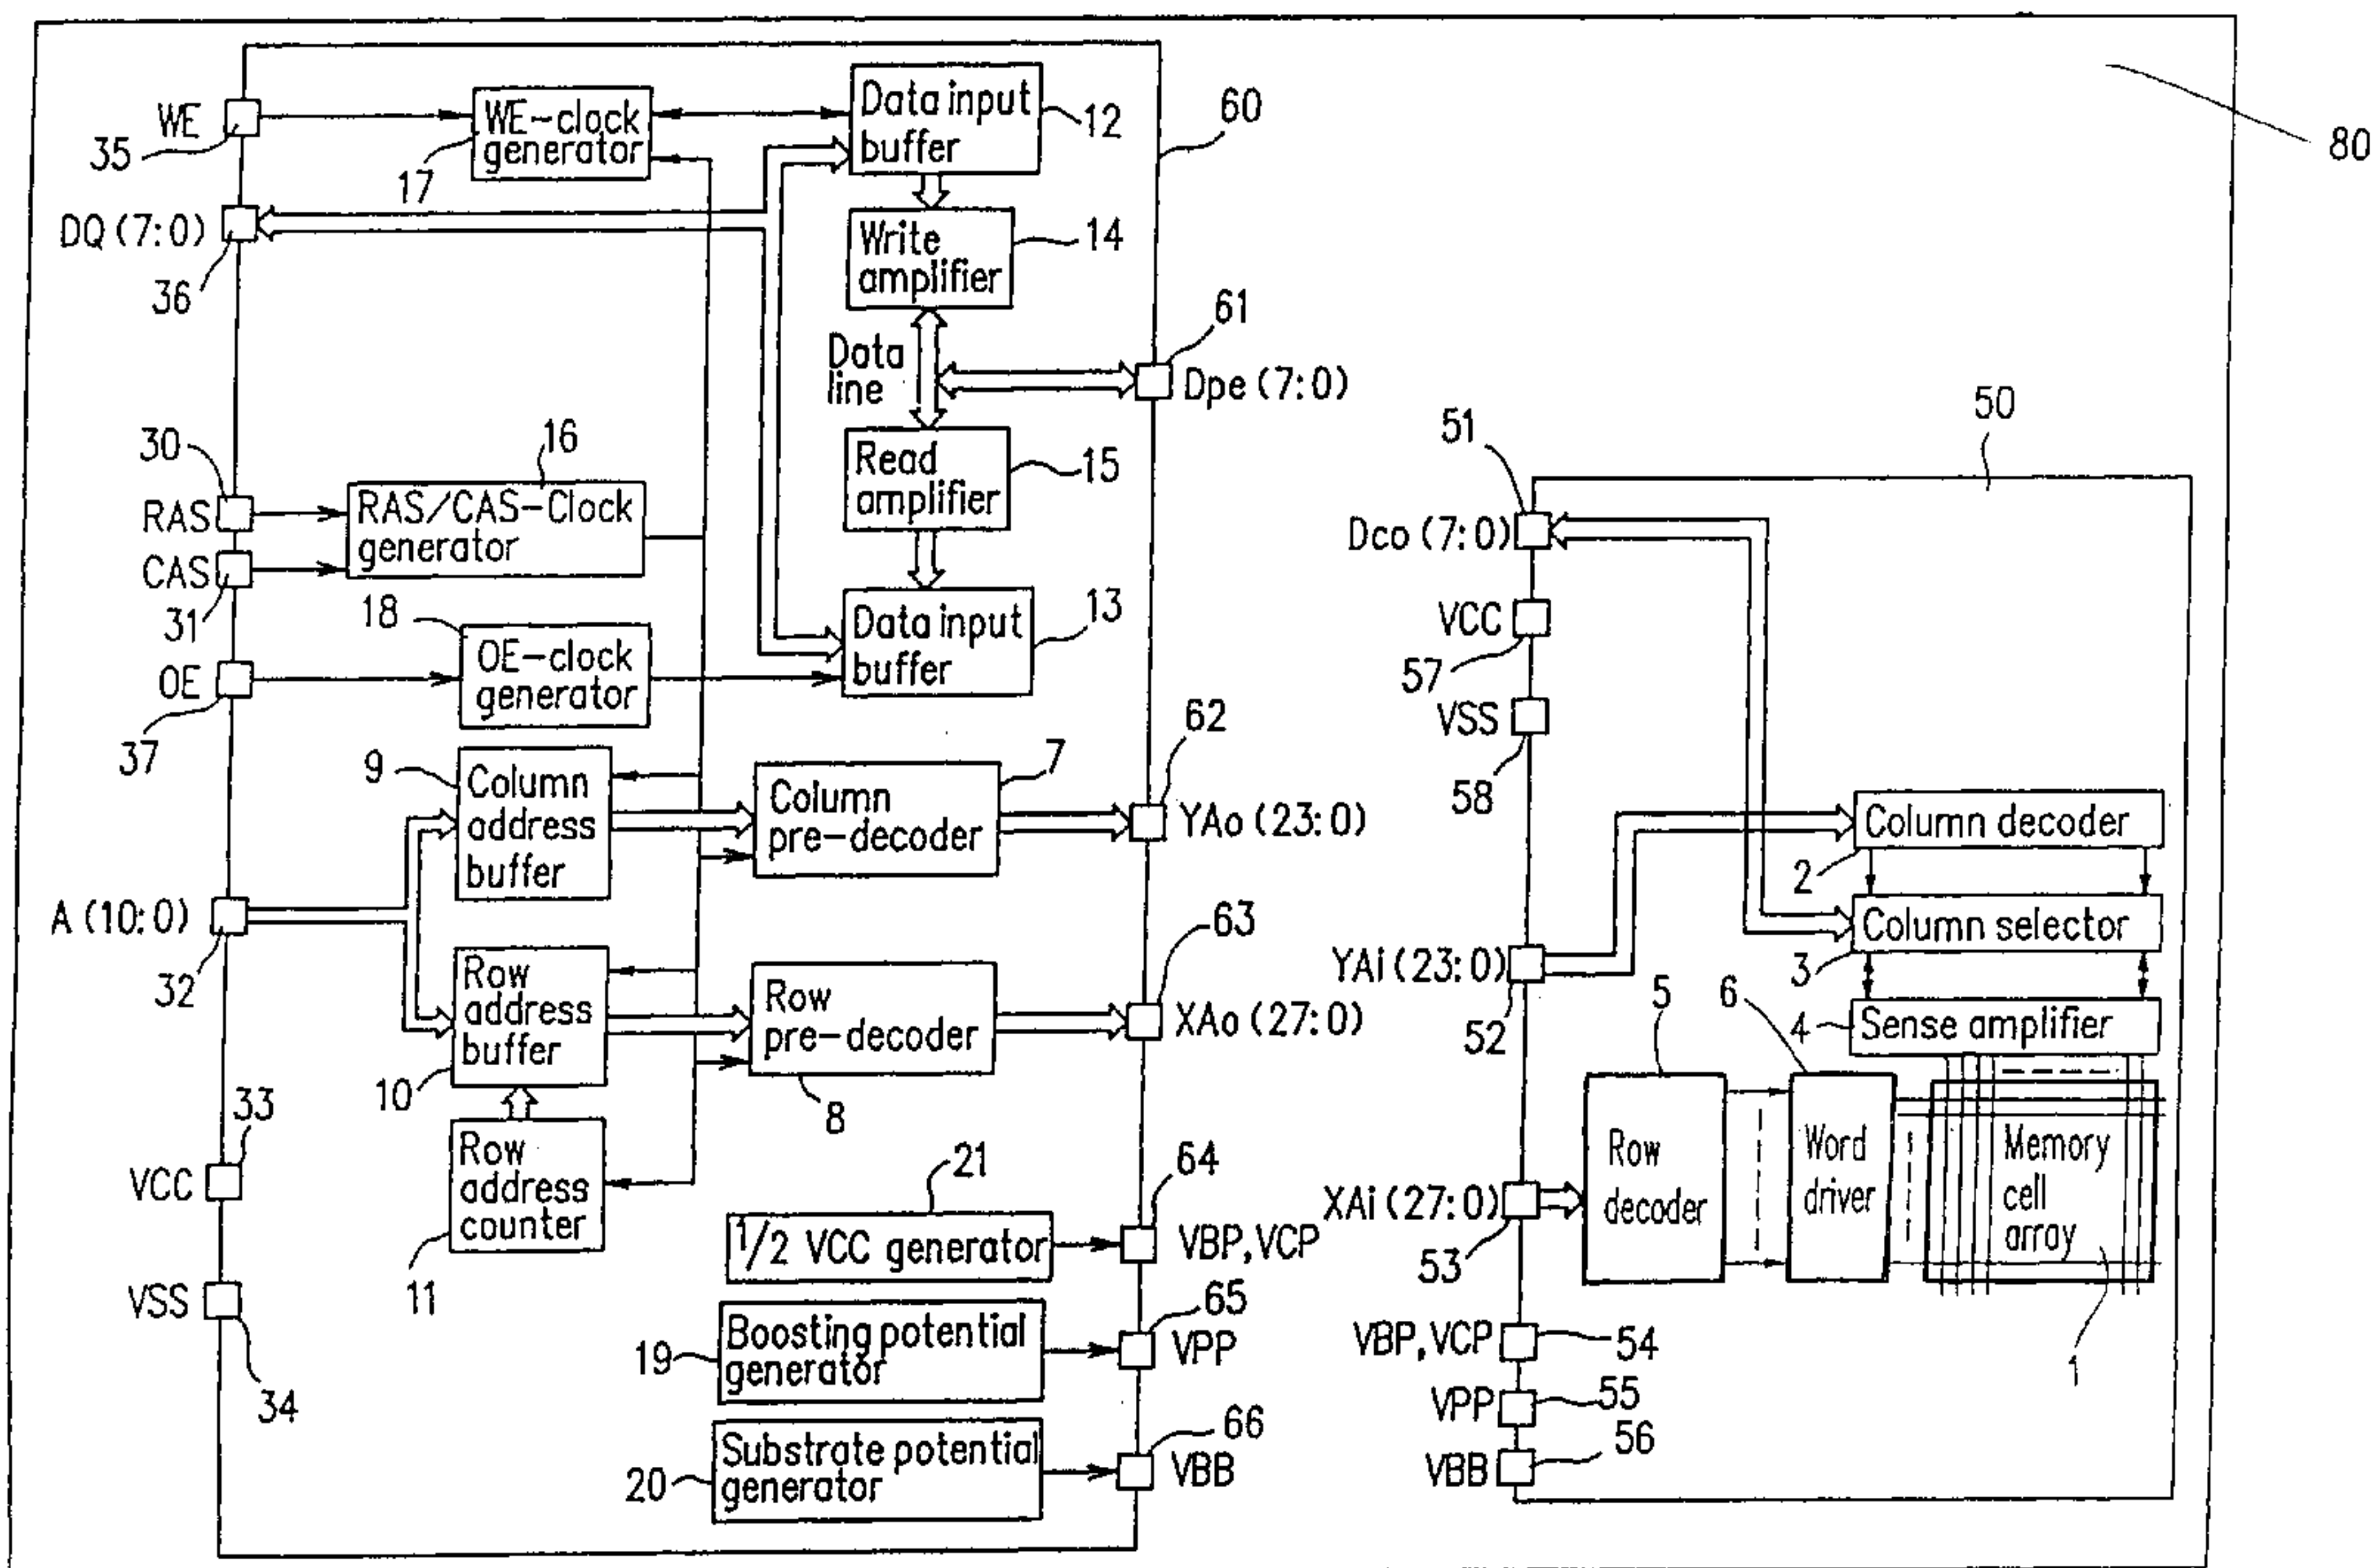 WE
35
WE-clock
generator
17
Data input
buffer
12
60
80
DQ (7:0)
36
Write
amplifier
14
Data
line
61
Dpe (7:0)
30
RAS
CAS
31
16
RAS/CAS-Clock
generator
Read
amplifier
15
OE
37
18
OE-clock
generator
Data input
buffer
13
9
Column
address
buffer
7
Column
pre-decoder
62
YAo (23:0)
A (10:0)
32
Row
address
buffer
10
Row
pre-decoder
8
63
XAo (27:0)
33
VCC
VSS
34
Row
address
counter
11
21
1/2 VCC generator
64
VBP,VCP
19
Boosting potential
generator
65
VPP
20
Substrate potential
generator
66
VBB
50
51
Dco (7:0)
VCC
57
VSS
58
Column decoder
2
Column selector
3
YAi (23:0)
52
4
Sense amplifier
5
6
XAi (27:0)
53
Row
decoder
Word
driver
Memory
cell
array
1
VBP,VCP
54
VPP
55
VBB
56